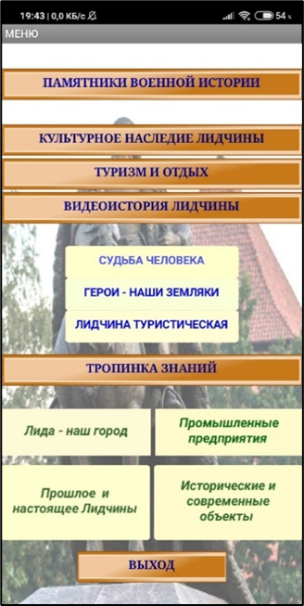 19:43 | 0,0 КБ/с
54
МЕНЮ
ПАМЯТНИКИ ВОЕННОЙ ИСТОРИИ
КУЛЬТУРНОЕ НАСЛЕДИЕ ЛИДЧИНЫ
ТУРИЗМ И ОТДЫХ
ВИДЕОИСТОРИЯ ЛИДЧИНЫ
СУДЬБА ЧЕЛОВЕКА
ГЕРОИ - НАШИ ЗЕМЛЯКИ
ЛИДЧИНА ТУРИСТИЧЕСКАЯ
ТРОПИНКА ЗНАНИЙ
Лида - наш город
Промышленные
предприятия
Прошлое и
настоящее Лидчины
Исторические и
современные
объекты
ВЫХОД